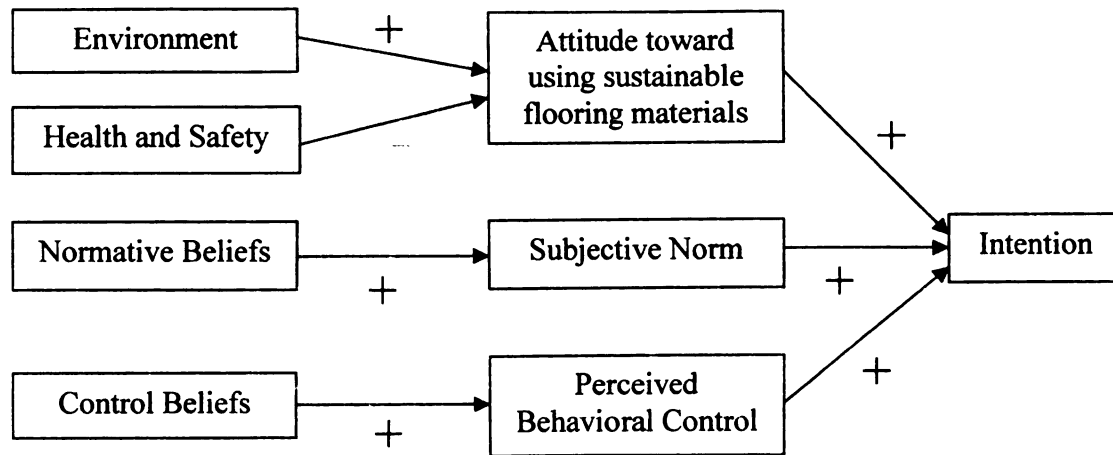 Environment
+
Attitude toward
using sustainable
flooring materials
Health and Safety
–
+
Normative Beliefs
+
Subjective Norm
+
Intention
Control Beliefs
+
Perceived
Behavioral Control
+